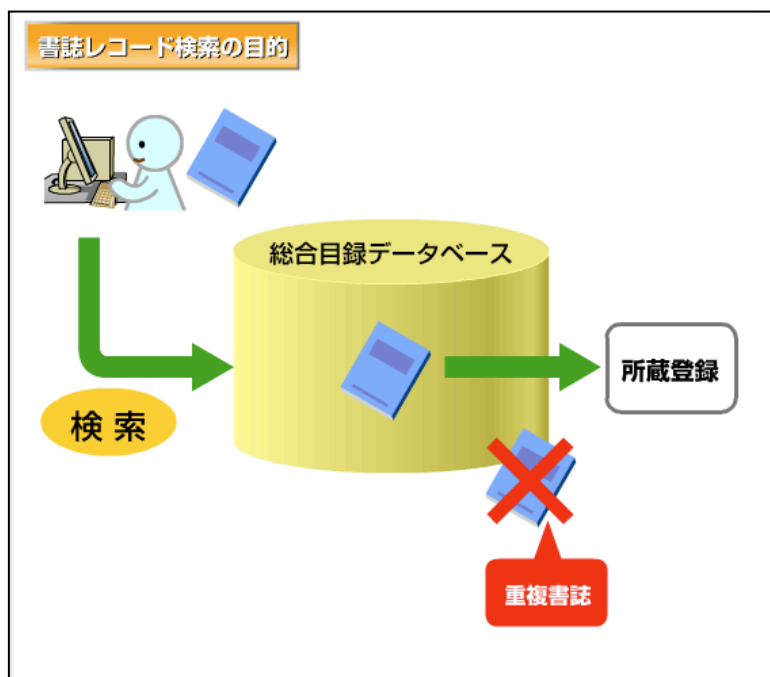 書誌レコード検索の目的
総合目録データベース
所蔵登録
検索
重複書誌